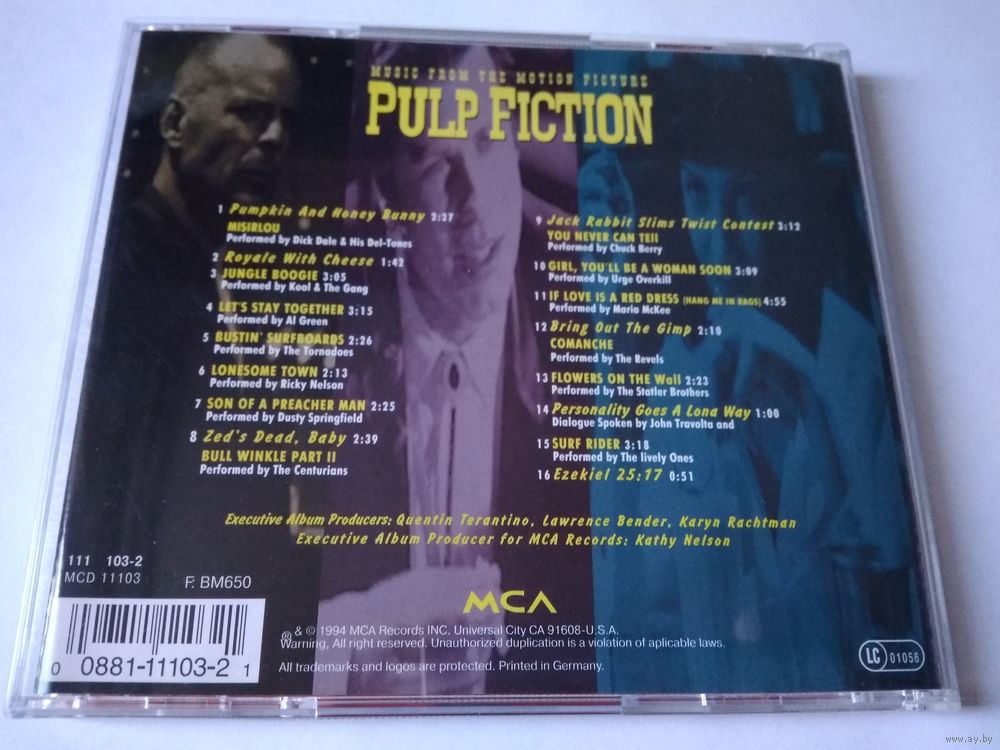 MUSIC FROM THE MOTION PICTURE
PULP FICTION
1 Pumpkin And Honey Bunny 2:27
MISIRLOU
Performed by Dick Dale & His Del-Tones
2 Royale With Cheese 1:42
3 JUNGLE BOOGIE 3:05
Performed by Kool & The Gang
4 LET'S STAY TOGETHER 3:15
Performed by Al Green
5 BUSTIN' SURFBOARDS 2:26
Performed by The Tornadoes
6 LONESOME TOWN 2:13
Performed by Ricky Nelson
7 SON OF A PREACHER MAN 2:25
Performed by Dusty Springfield
8 Zed's Dead, Baby 2:39
BULL WINKLE PART II
Performed by The Centurians
9 Jack Rabbit Slims Twist Contest 3:12
YOU NEVER CAN TEll
Performed by Chuck Berry
10 GIRL, YOU'LL BE A WOMAN SOON 3:09
Performed by Urge Overkill
11 IF LOVE IS A RED DRESS (HANG ME IN RAGS) 4:55
Performed by Maria McKee
12 Bring Out The Gimp 2:10
COMANCHE
Performed by The Revels
13 FLOWERS ON THE Wall 2:23
Performed by The Statler Brothers
14 Personality Goes A Lona Way 1:00
Dialogue Spoken by John Travolta and
15 SURF RIDER 3:18
Performed by The lively Ones
16 Ezekiel 25:17 0:51
Executive Album Producers: Quentin Terantino, Lawrence Bender, Karyn Rachtman
Executive Album Producer for MCA Records: Kathy Nelson
111 103-2
MCD 11103
F: BM650
0 0881-11103-2 1
MCA
℗ & © 1994 MCA Records INC. Universal City CA 91608-U.S.A.
Warning, All right reserved. Unauthorized duplication is a violation of aplicable laws.
All trademarks and logos are protected. Printed in Germany.
LC 01056
www.ay.by